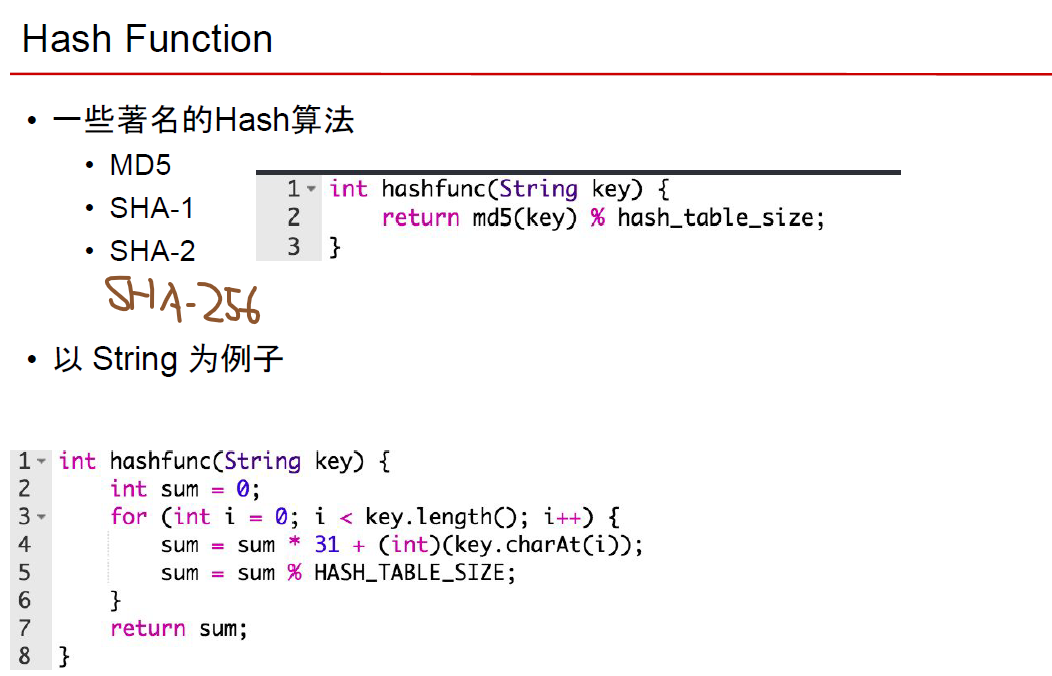 Hash Function
• 一些著名的Hash算法
• MD5
• SHA-1
• SHA-2
SHA-256
1 int hashfunc(String key) {
2     return md5(key) % hash_table_size;
3 }
• 以 String 为例子
1 int hashfunc(String key) {
2     int sum = 0;
3     for (int i = 0; i < key.length(); i++) {
4         sum = sum * 31 + (int)(key.charAt(i));
5         sum = sum % HASH_TABLE_SIZE;
6     }
7     return sum;
8 }